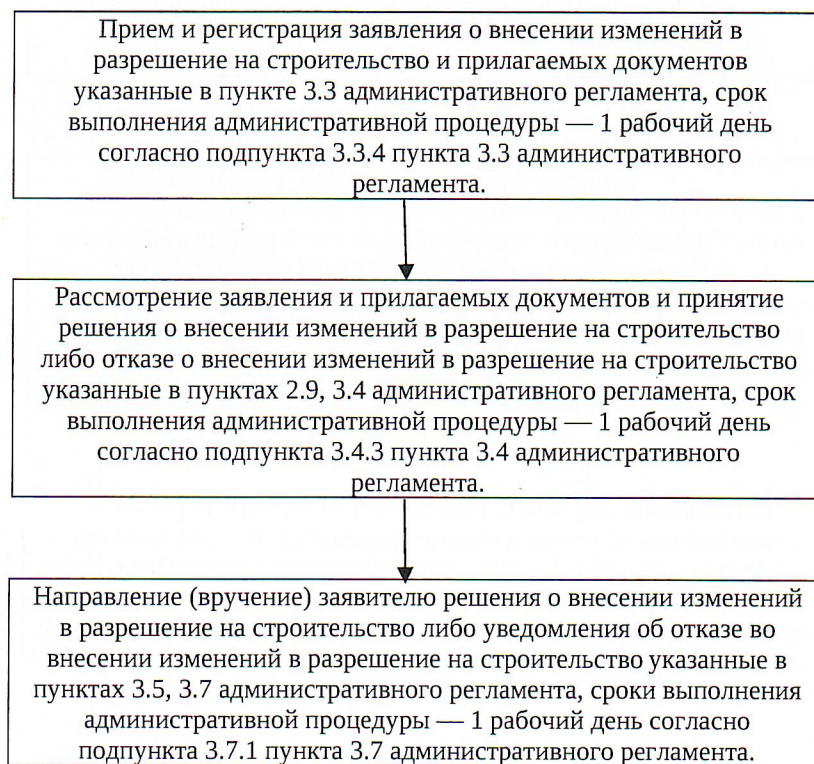 Прием и регистрация заявления о внесении изменений в
разрешение на строительство и прилагаемых документов
указанные в пункте 3.3 административного регламента, срок
выполнения административной процедуры — 1 рабочий день
согласно подпункта 3.3.4 пункта 3.3 административного
регламента.
Рассмотрение заявления и прилагаемых документов и принятие
решения о внесении изменений в разрешение на строительство
либо отказе о внесении изменений в разрешение на строительство
указанные в пунктах 2.9, 3.4 административного регламента, срок
выполнения административной процедуры — 1 рабочий день
согласно подпункта 3.4.3 пункта 3.4 административного
регламента.
Направление (вручение) заявителю решения о внесении изменений
в разрешение на строительство либо уведомления об отказе во
внесении изменений в разрешение на строительство указанные в
пунктах 3.5, 3.7 административного регламента, сроки выполнения
административной процедуры — 1 рабочий день согласно
подпункта 3.7.1 пункта 3.7 административного регламента.